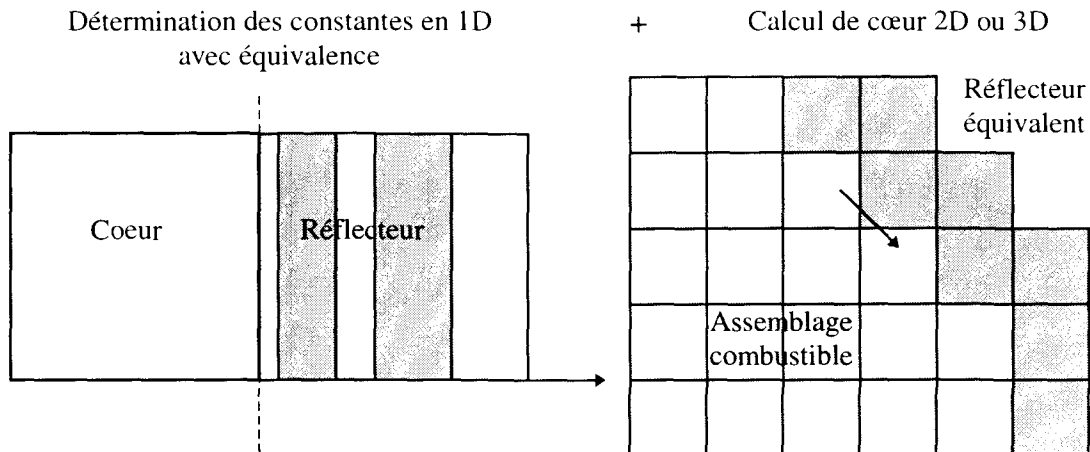 Détermination des constantes en 1D
avec équivalence
+
Calcul de cœur 2D ou 3D
Réflecteur
équivalent
Coeur
Réflecteur
Assemblage
combustible